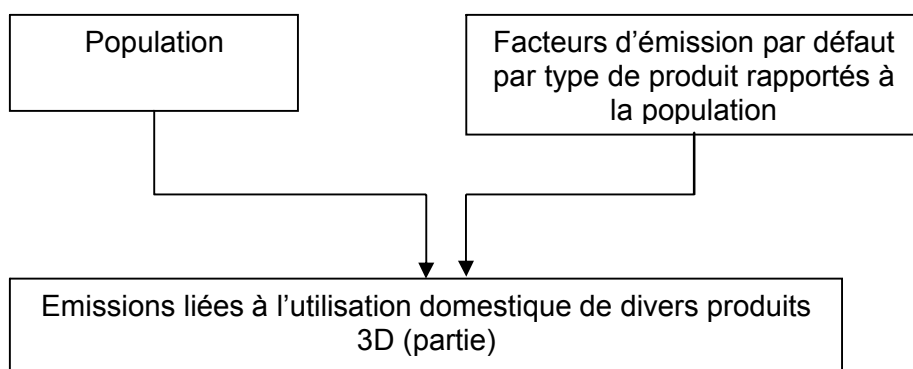 Population
Facteurs d’émission par défaut
par type de produit rapportés à
la population
Emissions liées à l’utilisation domestique de divers produits
3D (partie)